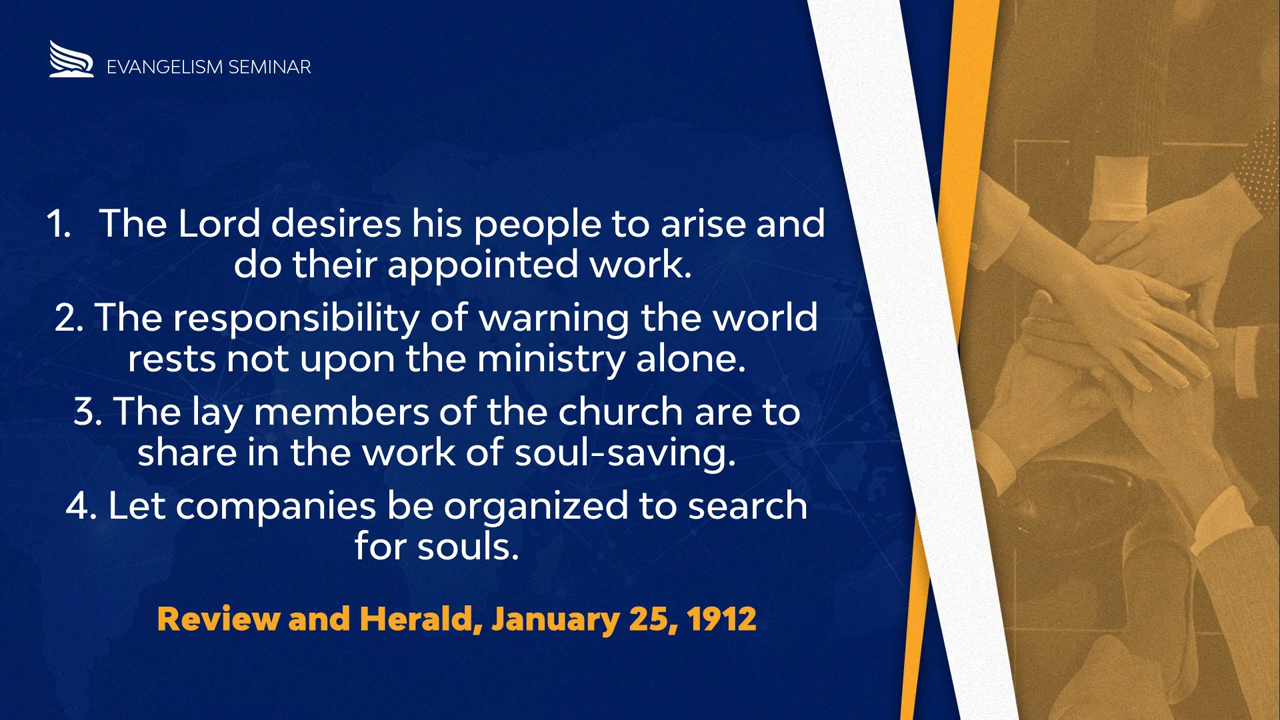 EVANGELISM SEMINAR
1. The Lord desires his people to arise and
do their appointed work.
2. The responsibility of warning the world
rests not upon the ministry alone.
3. The lay members of the church are to
share in the work of soul-saving.
4. Let companies be organized to search
for souls.
Review and Herald, January 25, 1912